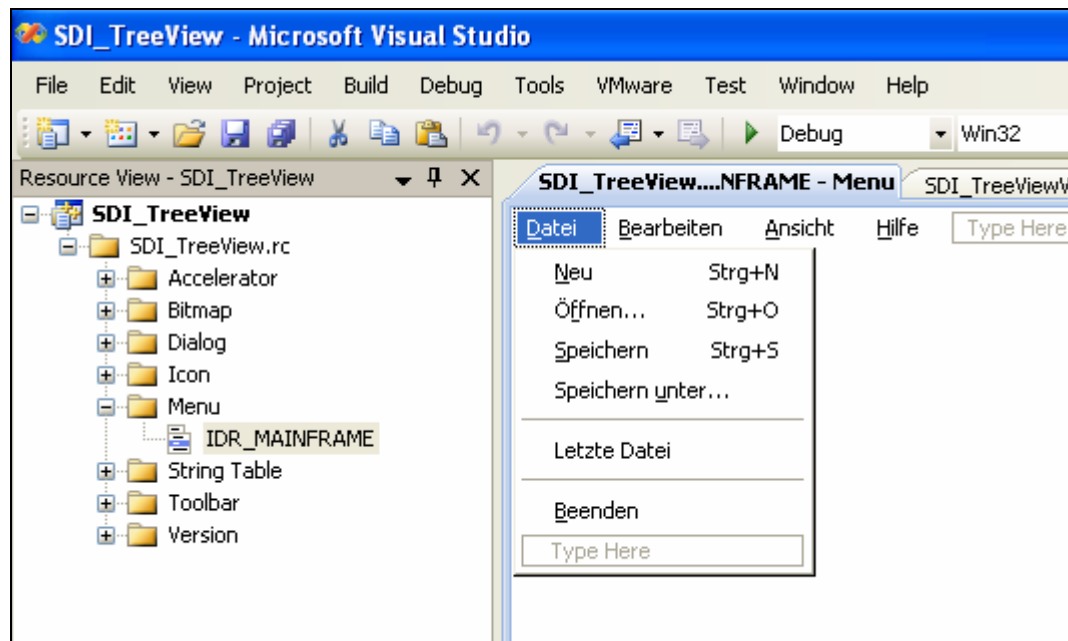 SDI_TreeView - Microsoft Visual Studio
File Edit View Project Build Debug Tools VMware Test Window Help
Debug Win32
Resource View - SDI_TreeView
SDI_TreeView....NFRAME - Menu SDI_TreeViewV
SDI_TreeView
SDI_TreeView.rc
Accelerator
Bitmap
Dialog
Icon
Menu
IDR_MAINFRAME
String Table
Toolbar
Version
Datei Bearbeiten Ansicht Hilfe Type Here
Neu Strg+N
Öffnen... Strg+O
Speichern Strg+S
Speichern unter...
Letzte Datei
Beenden
Type Here